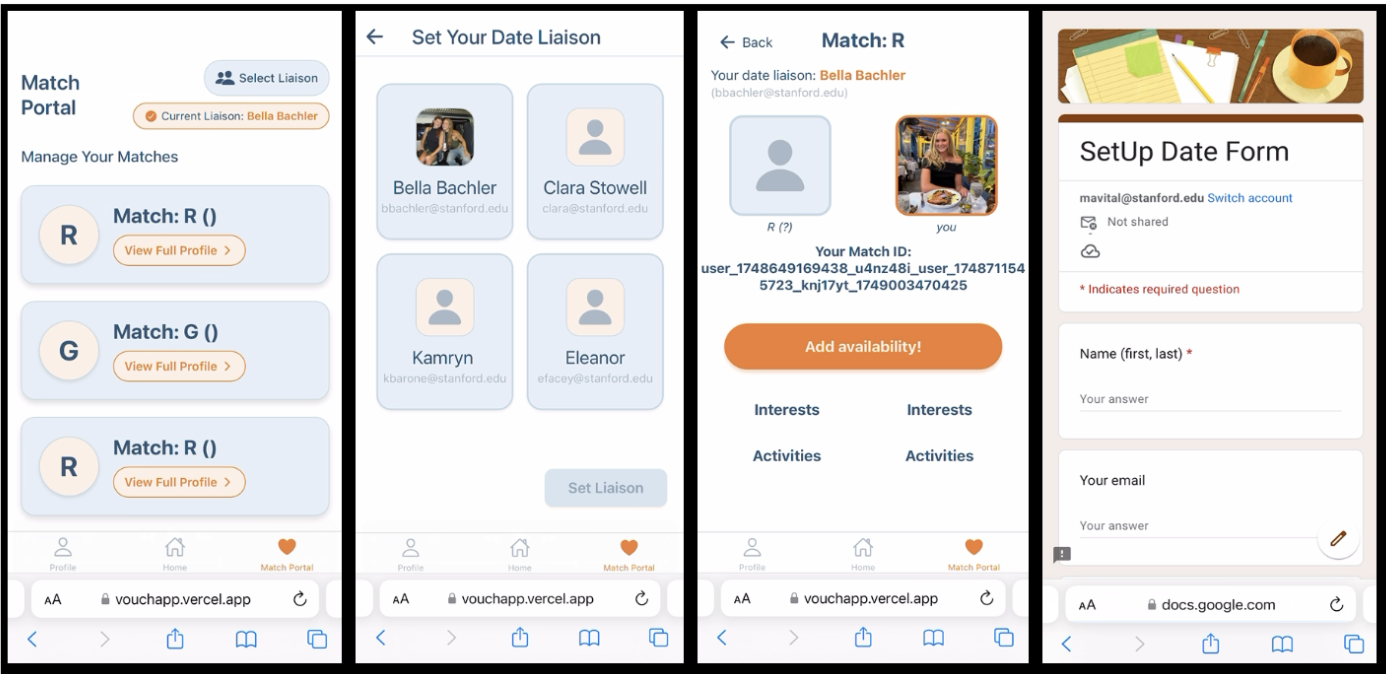 Match
Portal
Select Liaison
Current Liaison: Bella Bachler
Manage Your Matches
R
Match: R ()
View Full Profile >
G
Match: G ()
View Full Profile >
R
Match: R ()
View Full Profile >
Profile
Home
Match Portal
AA
vouchapp.vercel.app
Set Your Date Liaison
Bella Bachler
bbachler@stanford.edu
Clara Stowell
clara@stanford.edu
Kamryn
kbarone@stanford.edu
Eleanor
efacey@stanford.edu
Set Liaison
Profile
Home
Match Portal
AA
vouchapp.vercel.app
Back
Match: R
Your date liaison: Bella Bachler
(bbachler@stanford.edu)
R (?)
you
Your Match ID:
user_1748649169438_u4nz48i_user_174871154
5723_knj17yt_1749003470425
Add availability!
Interests
Interests
Activities
Activities
Profile
Home
Match Portal
AA
vouchapp.vercel.app
SetUp Date Form
mavital@stanford.edu Switch account
Not shared
* Indicates required question
Name (first, last) *
Your answer
Your email
Your answer
!
AA
docs.google.com